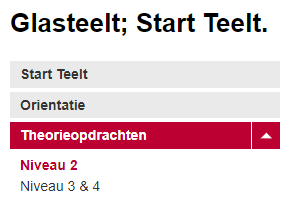 Glasteelt; Start Teelt.
Start Teelt
Orientatie
Theorieopdrachten
Niveau 2
Niveau 3 & 4